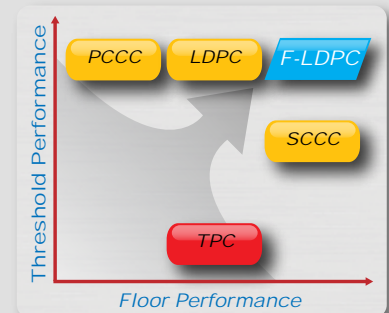 Threshold Performance
PCCC
LDPC
F-LDPC
SCCC
TPC
Floor Performance